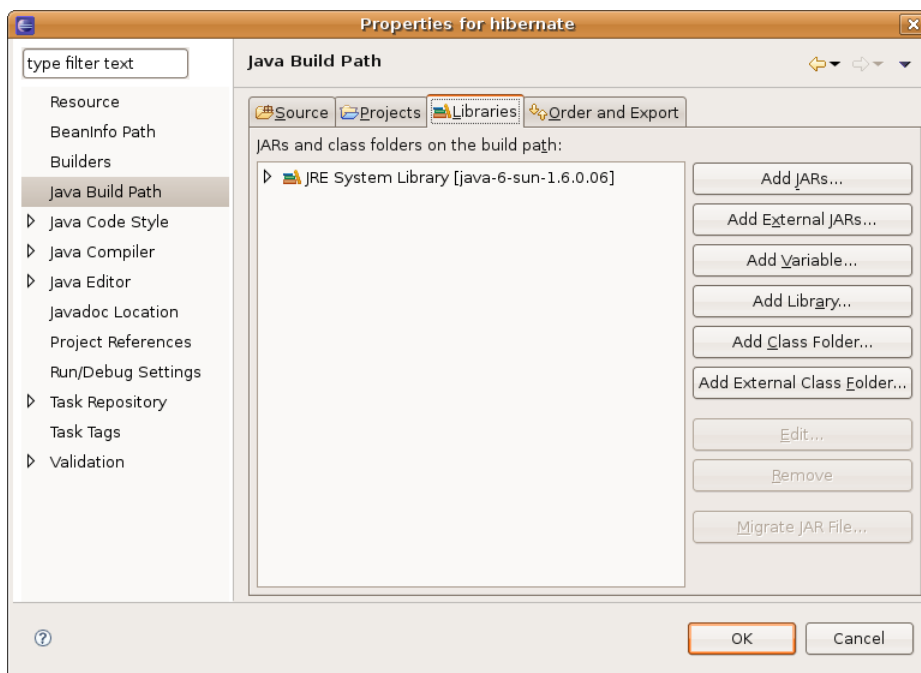 Properties for hibernate
type filter text
Resource
BeanInfo Path
Builders
Java Build Path
Java Code Style
Java Compiler
Java Editor
Javadoc Location
Project References
Run/Debug Settings
Task Repository
Task Tags
Validation
Java Build Path
Source Projects Libraries Order and Export
JARs and class folders on the build path:
JRE System Library [java-6-sun-1.6.0.06]
Add JARs...
Add External JARs...
Add Variable...
Add Library...
Add Class Folder...
Add External Class Folder...
Edit...
Remove
Migrate JAR File...
OK Cancel